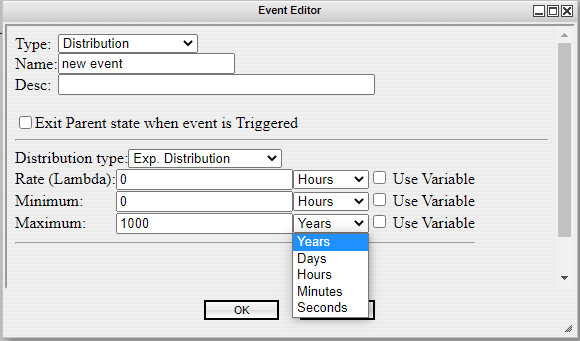 Event Editor
Type: Distribution
Name: new event
Desc:
Exit Parent state when event is Triggered
Distribution type: Exp. Distribution
Rate (Lambda): 0 Hours Use Variable
Minimum: 0 Hours Use Variable
Maximum: 1000 Years Use Variable
Years
Days
Hours
Minutes
Seconds
OK